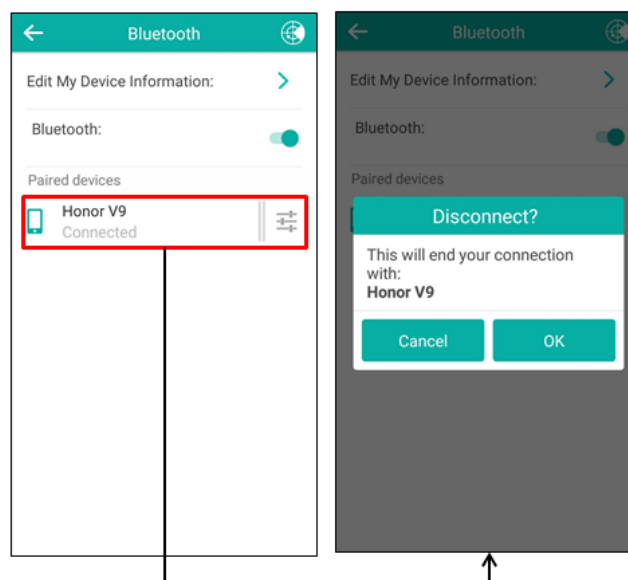 Bluetooth
Edit My Device Information:
Bluetooth:
Paired devices
Honor V9
Connected
Bluetooth
Edit My Device Information:
Bluetooth:
Paired devices
Disconnect?
This will end your connection
with:
Honor V9
Cancel OK